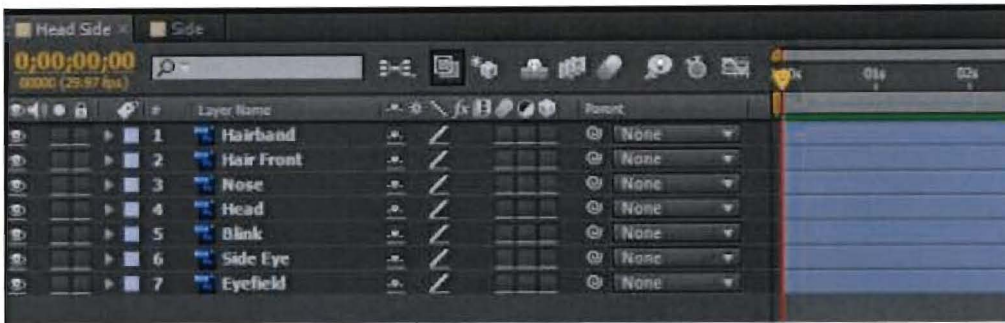 Head Side × Side
0;00;00;00
00000 (29.97 fps)
01s 02s
# Layer Name fx Parent
1 Hairband None
2 Hair Front None
3 Nose None
4 Head None
5 Blink None
6 Side Eye None
7 Eyefield None